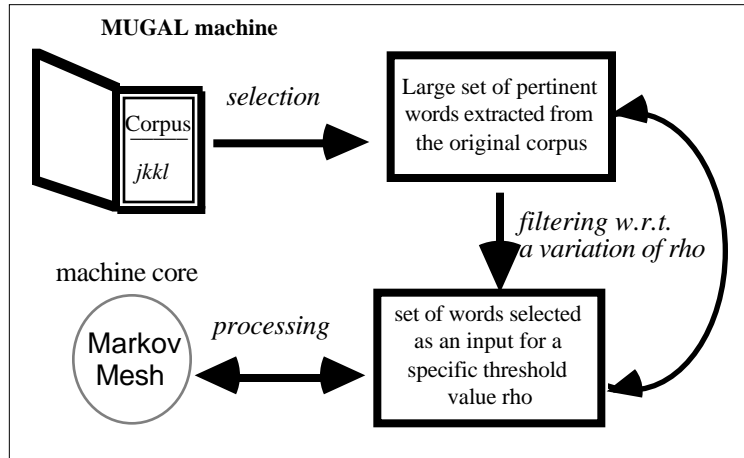 MUGAL machine
Corpus
jkkl
selection
Large set of pertinent
words extracted from
the original corpus
filtering w.r.t.
a variation of rho
machine core
Markov
Mesh
processing
set of words selected
as an input for a
specific threshold
value rho